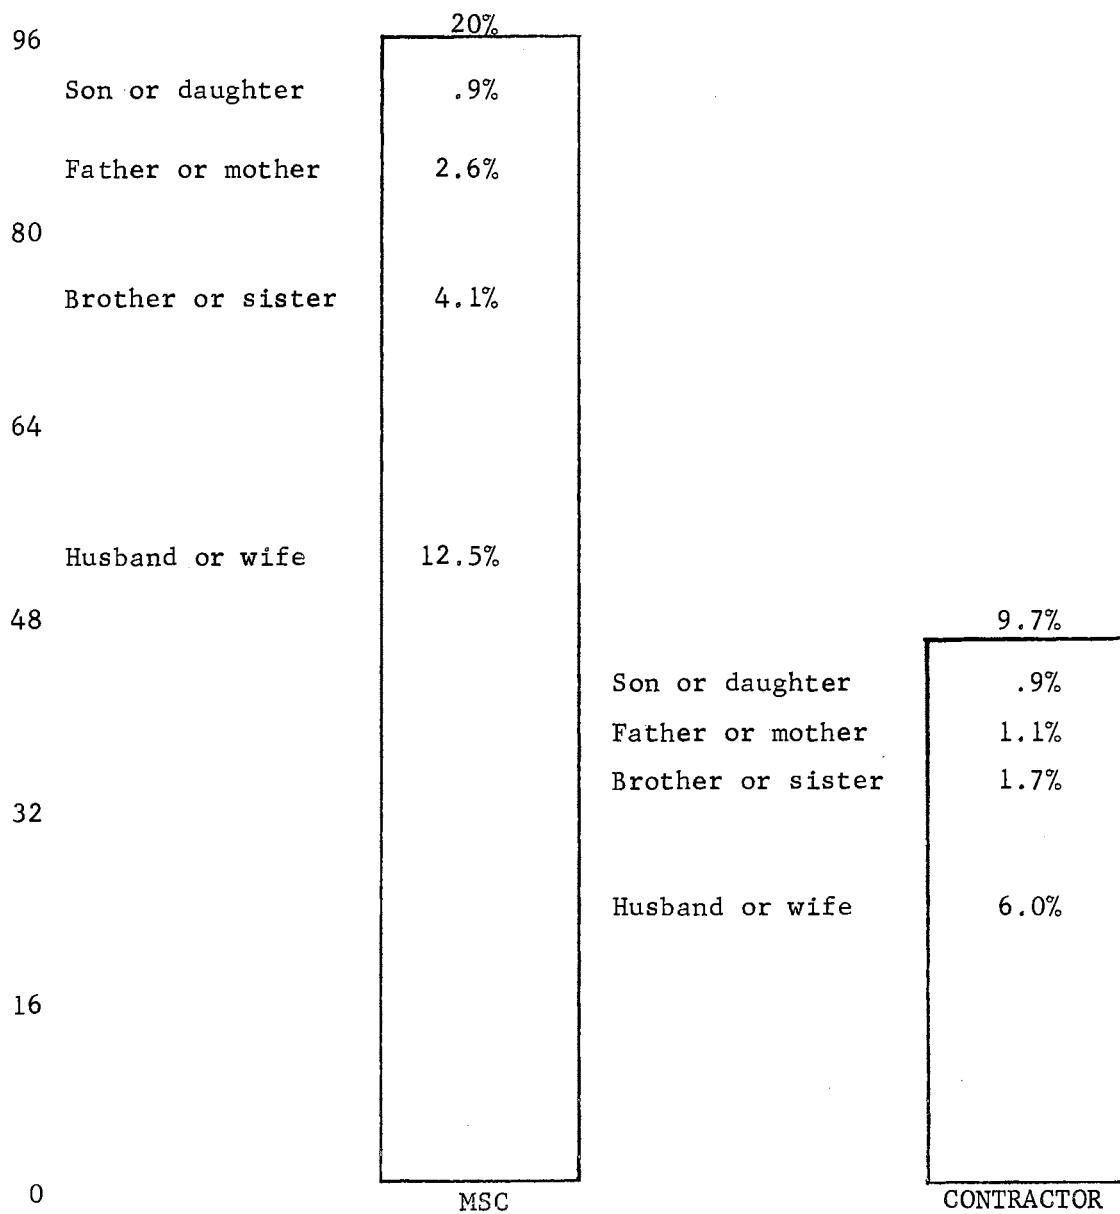 20%
96
Son or daughter .9%
Father or mother 2.6%
80
Brother or sister 4.1%
64
Husband or wife 12.5%
48 9.7%
Son or daughter .9%
Father or mother 1.1%
Brother or sister 1.7%
32
Husband or wife 6.0%
16
0
MSC CONTRACTOR